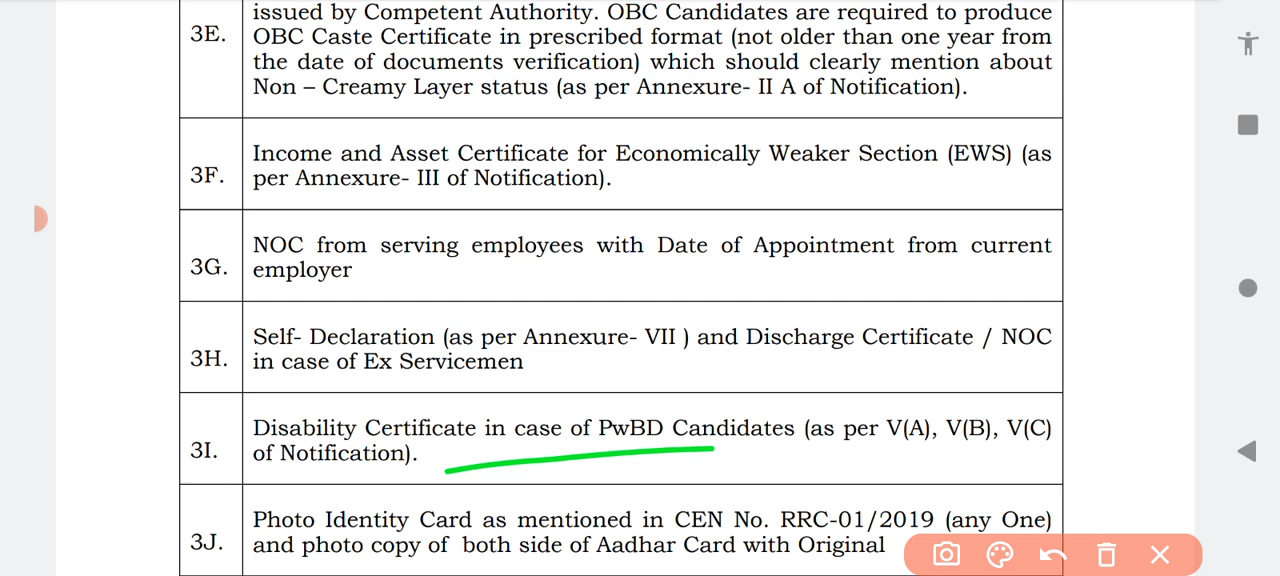 issued by Competent Authority. OBC Candidates are required to produce
3E. OBC Caste Certificate in prescribed format (not older than one year from
the date of documents verification) which should clearly mention about
Non – Creamy Layer status (as per Annexure- II A of Notification).
Income and Asset Certificate for Economically Weaker Section (EWS) (as
3F. per Annexure- III of Notification).
NOC from serving employees with Date of Appointment from current
3G. employer
Self- Declaration (as per Annexure- VII ) and Discharge Certificate / NOC
3H. in case of Ex Servicemen
Disability Certificate in case of PwBD Candidates (as per V(A), V(B), V(C)
3I. of Notification).
Photo Identity Card as mentioned in CEN No. RRC-01/2019 (any One)
3J. and photo copy of both side of Aadhar Card with Original